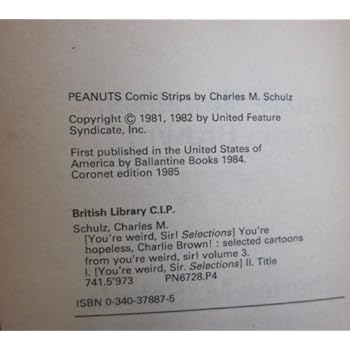 PEANUTS Comic Strips by Charles M. Schulz
Copyright © 1981, 1982 by United Feature
Syndicate, Inc.
First published in the United States of
America by Ballantine Books 1984.
Coronet edition 1985
British Library C.I.P.
Schulz, Charles M.
[You're weird, Sir! Selections] You're
hopeless, Charlie Brown! : selected cartoons
from you're weird, sir! volume 3.
I. [You're weird, Sir. Selections] II. Title
741.5'973 PN6728.P4
ISBN 0-340-37887-5